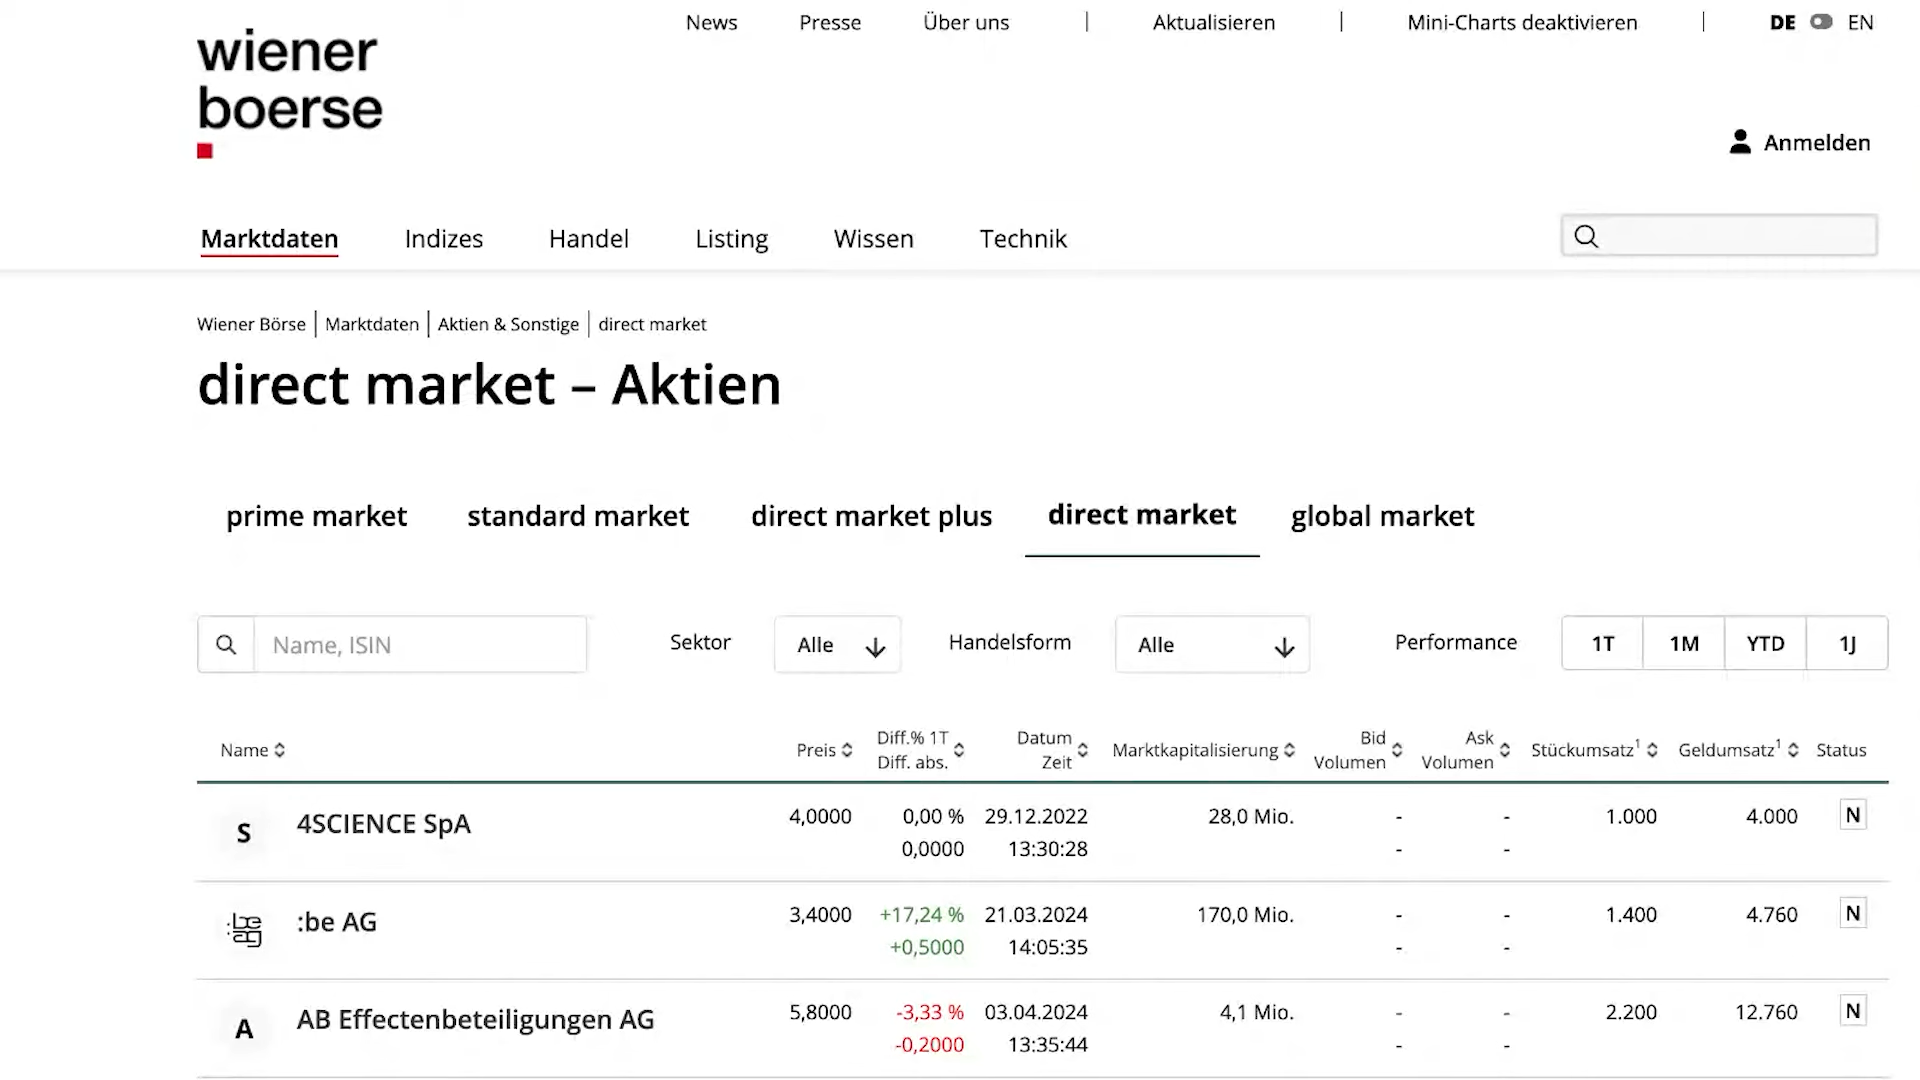 News Presse Über uns | Aktualisieren | Mini-Charts deaktivieren | DE EN
wiener
boerse
Anmelden
Marktdaten Indizes Handel Listing Wissen Technik
Wiener Börse | Marktdaten | Aktien & Sonstige | direct market
direct market – Aktien
prime market standard market direct market plus direct market global market
Name, ISIN Sektor Alle Handelsform Alle Performance 1T 1M YTD 1J
Name Preis Diff.% 1T Diff. abs. Datum Zeit Marktkapitalisierung Bid Volumen Ask Volumen Stückumsatz¹ Geldumsatz¹ Status
S 4SCIENCE SpA 4,0000 0,00 % 29.12.2022 28,0 Mio. - - 1.000 4.000 N
0,0000 13:30:28 - -
:be AG :be AG 3,4000 +17,24 % 21.03.2024 170,0 Mio. - - 1.400 4.760 N
+0,5000 14:05:35 - -
A AB Effectenbeteiligungen AG 5,8000 -3,33 % 03.04.2024 4,1 Mio. - - 2.200 12.760 N
-0,2000 13:35:44 - -